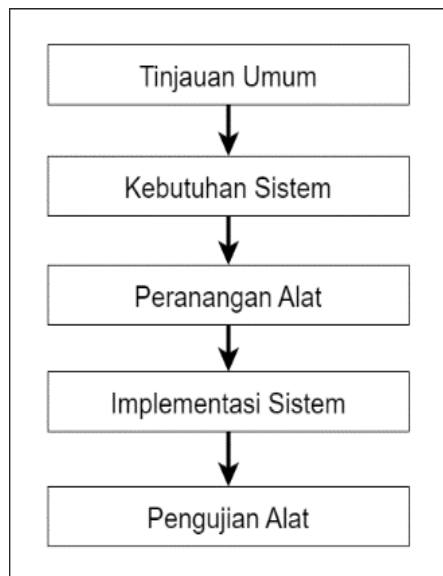 Tinjauan Umum
Kebutuhan Sistem
Peranangan Alat
Implementasi Sistem
Pengujian Alat